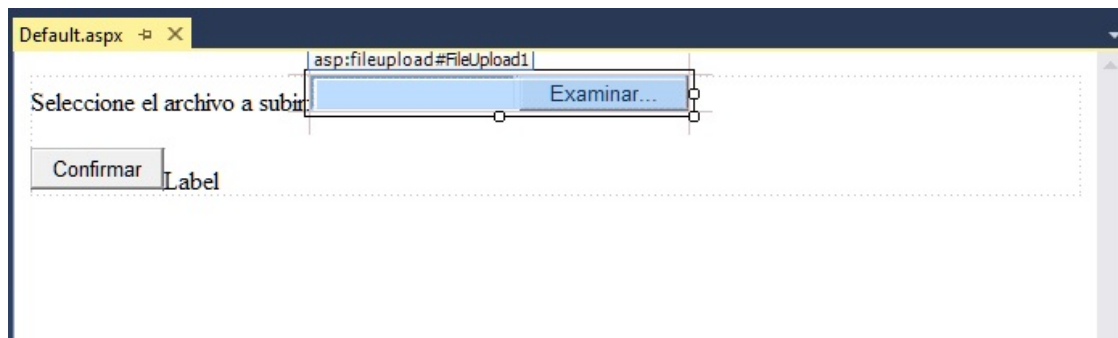 Default.aspx
asp:fileupload#FileUpload1
Seleccione el archivo a subir
Examinar...
Confirmar
Label